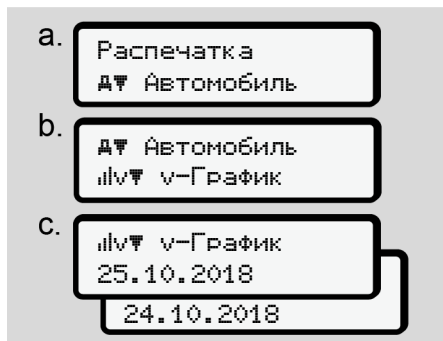 a.
Распечатка
Автомобиль
b.
Автомобиль
v v-График
c.
v v-График
25.10.2018
24.10.2018